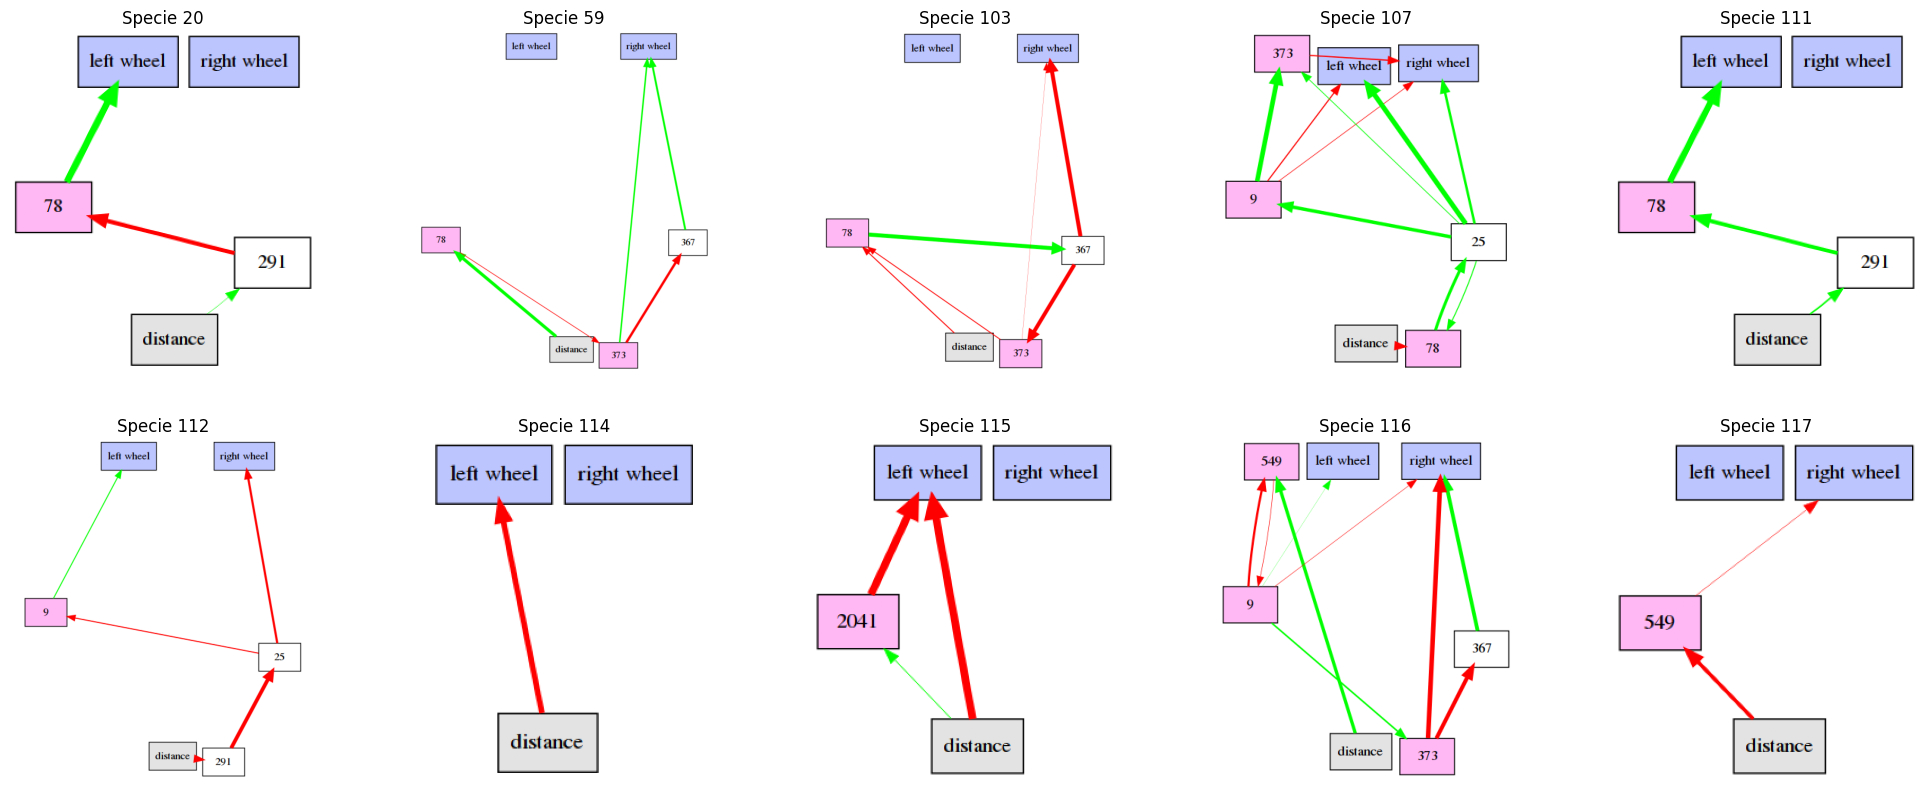 Specie 20
left wheel
right wheel
78
291
distance
Specie 59
left wheel
right wheel
78
367
distance
373
Specie 103
left wheel
right wheel
78
367
distance
373
Specie 107
373
left wheel
right wheel
9
25
distance
78
Specie 111
left wheel
right wheel
78
291
distance
Specie 112
left wheel
right wheel
9
25
distance
291
Specie 114
left wheel
right wheel
distance
Specie 115
left wheel
right wheel
2041
distance
Specie 116
549
left wheel
right wheel
9
367
distance
373
Specie 117
left wheel
right wheel
549
distance